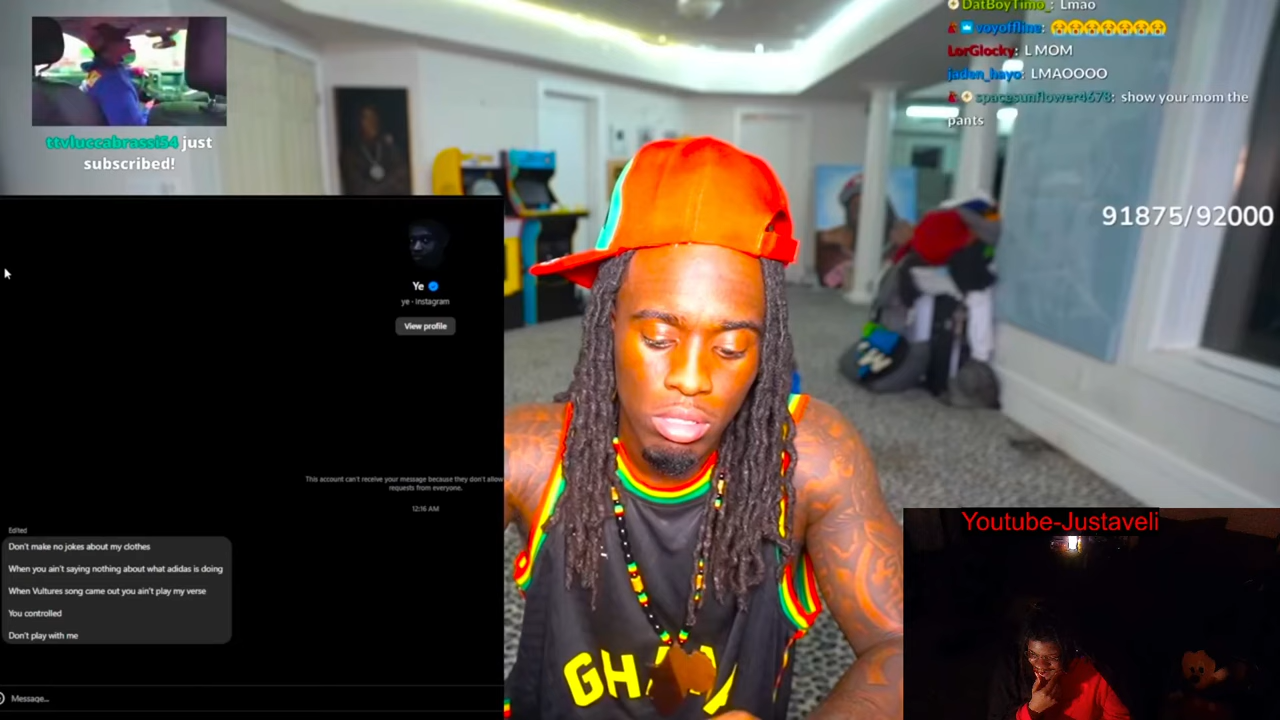 DatBoyTimo_: Lmao
voyoffline:
LorGlocky: L MOM
jaden_hayo: LMAOOOO
spacesunflower4678: show your mom the
pants
ttvluccabrassi54 just
subscribed!
91875/92000
Ye
ye · Instagram
View profile
This account can't receive your message because they don't allow
requests from everyone.
12:16 AM
Edited
Don't make no jokes about my clothes
When you ain't saying nothing about what adidas is doing
When Vultures song came out you ain't play my verse
You controlled
Don't play with me
Message...
Youtube-Justaveli
W